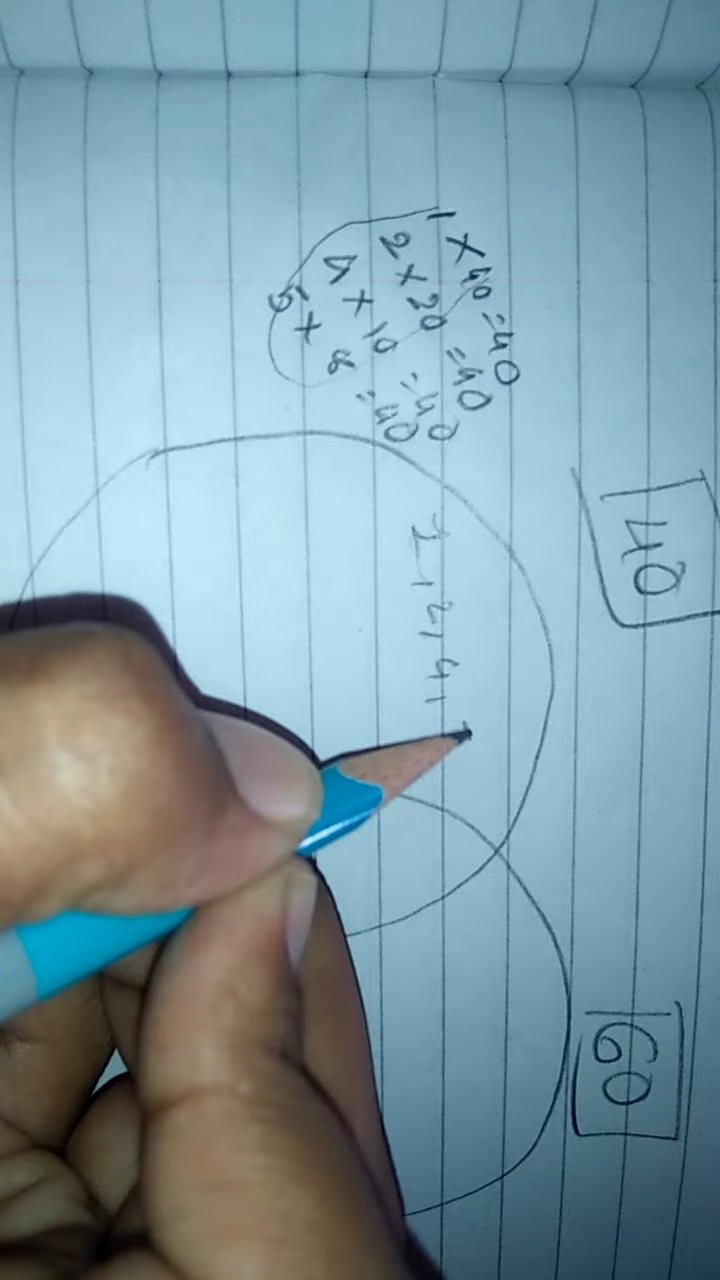 1 × 40 = 40
2 × 20 = 40
4 × 10 = 40
5 × 8 = 40
40
60
1, 2, 4,